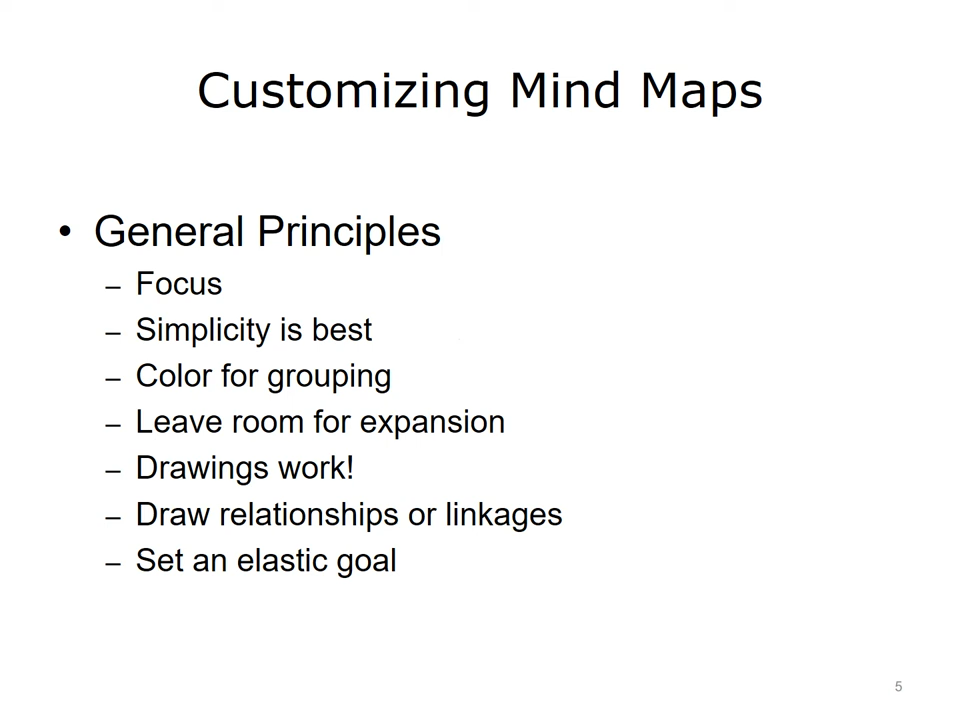 Customizing Mind Maps
• General Principles
– Focus
– Simplicity is best
– Color for grouping
– Leave room for expansion
– Drawings work!
– Draw relationships or linkages
– Set an elastic goal
5